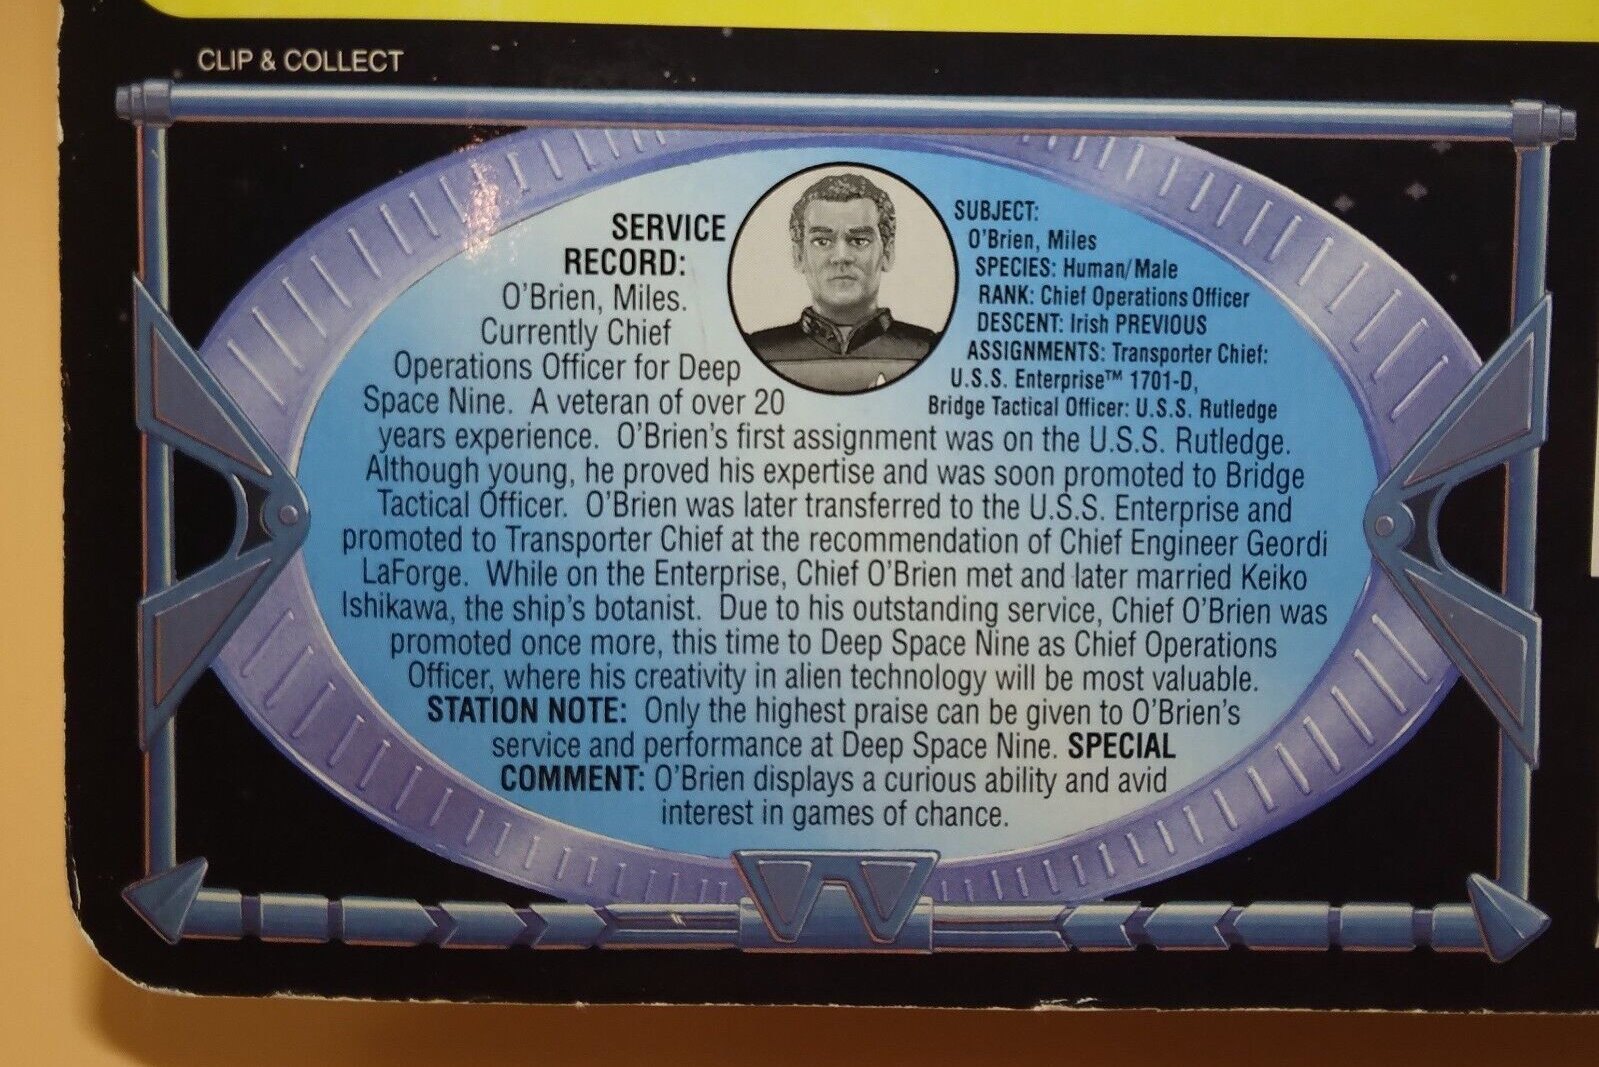 CLIP & COLLECT
SERVICE
RECORD:
O'Brien, Miles.
Currently Chief
Operations Officer for Deep
Space Nine. A veteran of over 20
SUBJECT:
O'Brien, Miles
SPECIES: Human/Male
RANK: Chief Operations Officer
DESCENT: Irish PREVIOUS
ASSIGNMENTS: Transporter Chief:
U.S.S. Enterprise™ 1701-D,
Bridge Tactical Officer: U.S.S. Rutledge
years experience. O'Brien's first assignment was on the U.S.S. Rutledge.
Although young, he proved his expertise and was soon promoted to Bridge
Tactical Officer. O'Brien was later transferred to the U.S.S. Enterprise and
promoted to Transporter Chief at the recommendation of Chief Engineer Geordi
LaForge. While on the Enterprise, Chief O'Brien met and later married Keiko
Ishikawa, the ship's botanist. Due to his outstanding service, Chief O'Brien was
promoted once more, this time to Deep Space Nine as Chief Operations
Officer, where his creativity in alien technology will be most valuable.
STATION NOTE: Only the highest praise can be given to O'Brien's
service and performance at Deep Space Nine. SPECIAL
COMMENT: O'Brien displays a curious ability and avid
interest in games of chance.